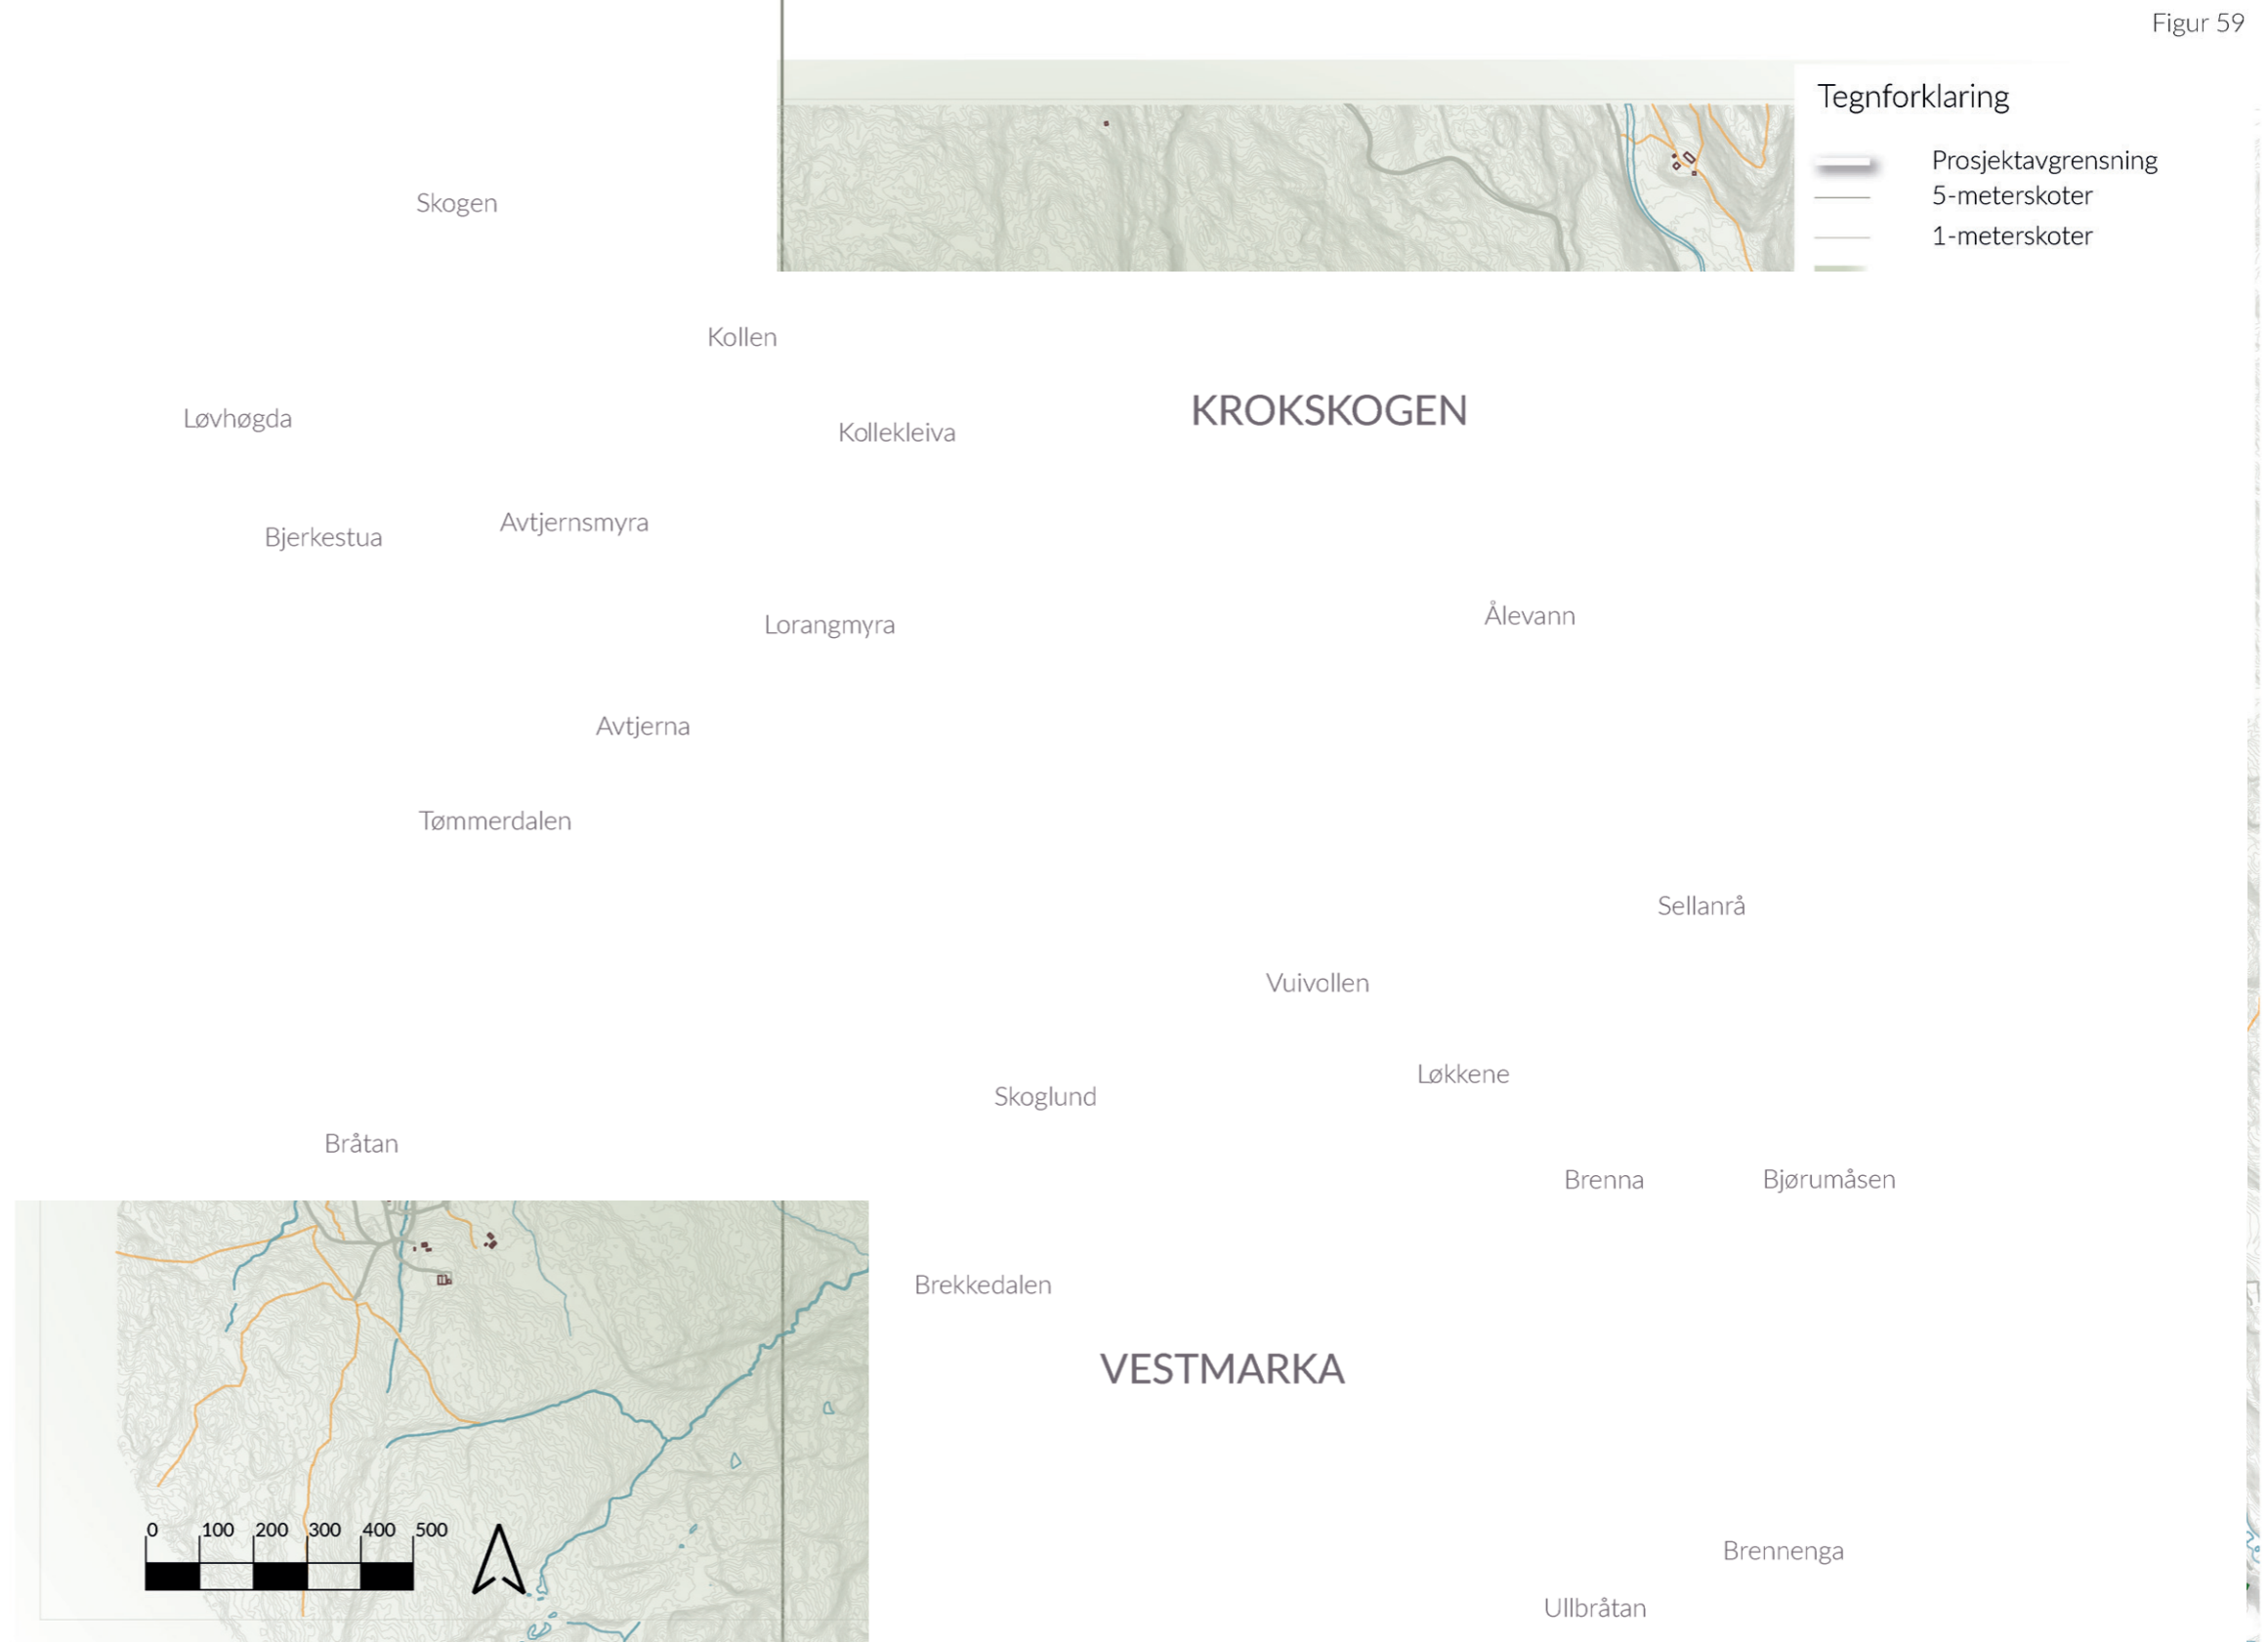 Figur 59
Tegnforklaring
Prosjektavgrensning
5-meterskoter
1-meterskoter
Skogen
Kollen
KROKSKOGEN
Løvhøgda
Kollekleiva
Avtjernsmyra
Bjerkestua
Ålevann
Lorangmyra
Avtjerna
Tømmerdalen
Sellanrå
Vuivollen
Løkkene
Skoglund
Bråtan
Brenna
Bjørumåsen
Brekkedalen
VESTMARKA
0 100 200 300 400 500
Brennenga
Ullbråtan